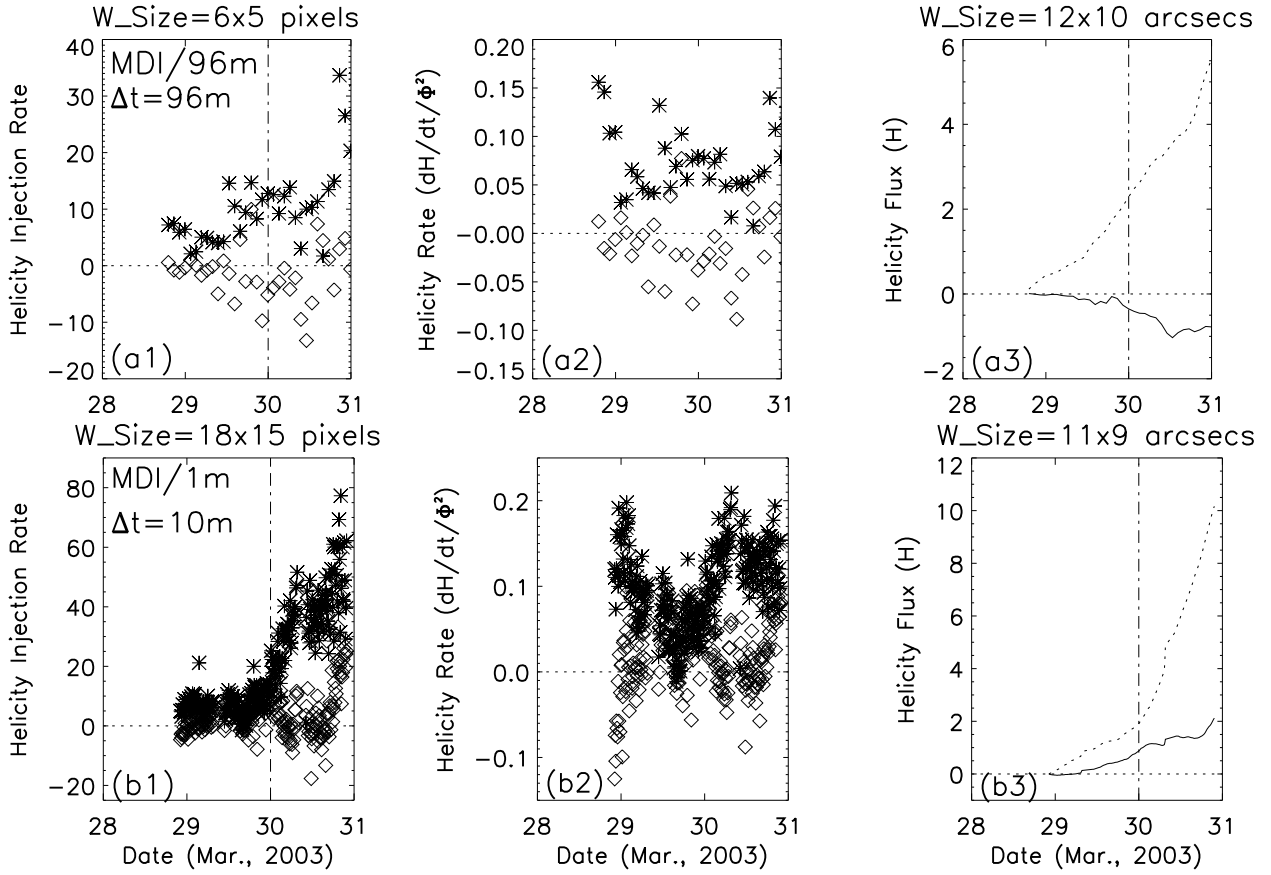 W_Size=6x5 pixels
W_Size=12x10 arcsecs
Helicity Injection Rate
40
30
20
10
0
−10
−20
MDI/96m
Δt=96m
(a1)
28 29 30 31
Helicity Rate (dH/dt/Φ²)
0.20
0.15
0.10
0.05
−0.00
−0.05
−0.10
−0.15
(a2)
28 29 30 31
Helicity Flux (H)
6
4
2
0
−2
(a3)
28 29 30 31
W_Size=18x15 pixels
W_Size=11x9 arcsecs
Helicity Injection Rate
80
60
40
20
0
−20
MDI/1m
Δt=10m
(b1)
28 29 30 31
Date (Mar., 2003)
Helicity Rate (dH/dt/Φ²)
0.2
0.1
0.0
−0.1
(b2)
28 29 30 31
Date (Mar., 2003)
Helicity Flux (H)
12
10
8
6
4
2
0
(b3)
28 29 30 31
Date (Mar., 2003)